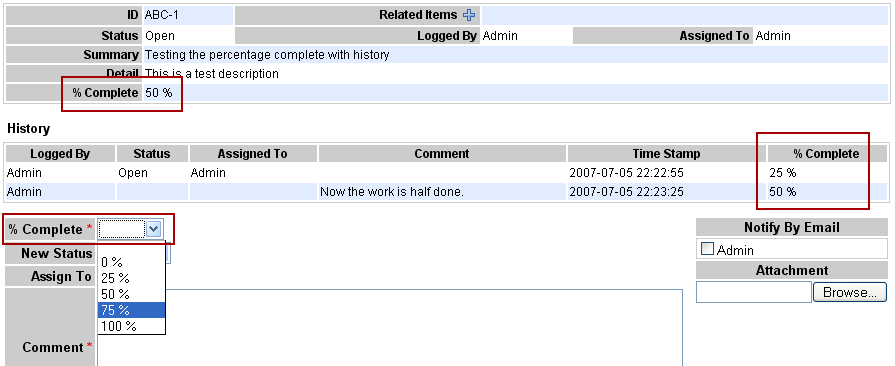 ID ABC-1 Related Items
Status Open Logged By Admin Assigned To Admin
Summary Testing the percentage complete with history
Detail This is a test description
% Complete 50 %
History
Logged By Status Assigned To Comment Time Stamp % Complete
Admin Open Admin 2007-07-05 22:22:55 25 %
Admin Now the work is half done. 2007-07-05 22:23:25 50 %
% Complete * Notify By Email
New Status Admin
0 %
Assign To Attachment
25 %
50 % Browse...
75 %
100 %
Comment *